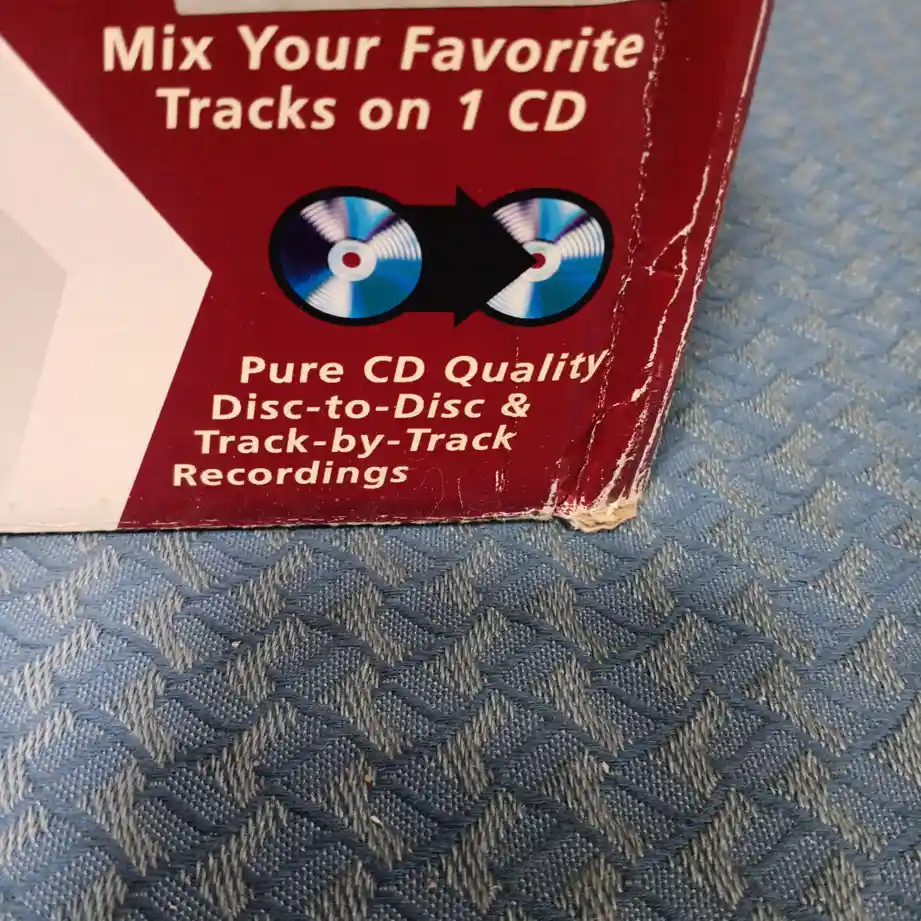 Mix Your Favorite
Tracks on 1 CD
Pure CD Quality
Disc-to-Disc &
Track-by-Track
Recordings